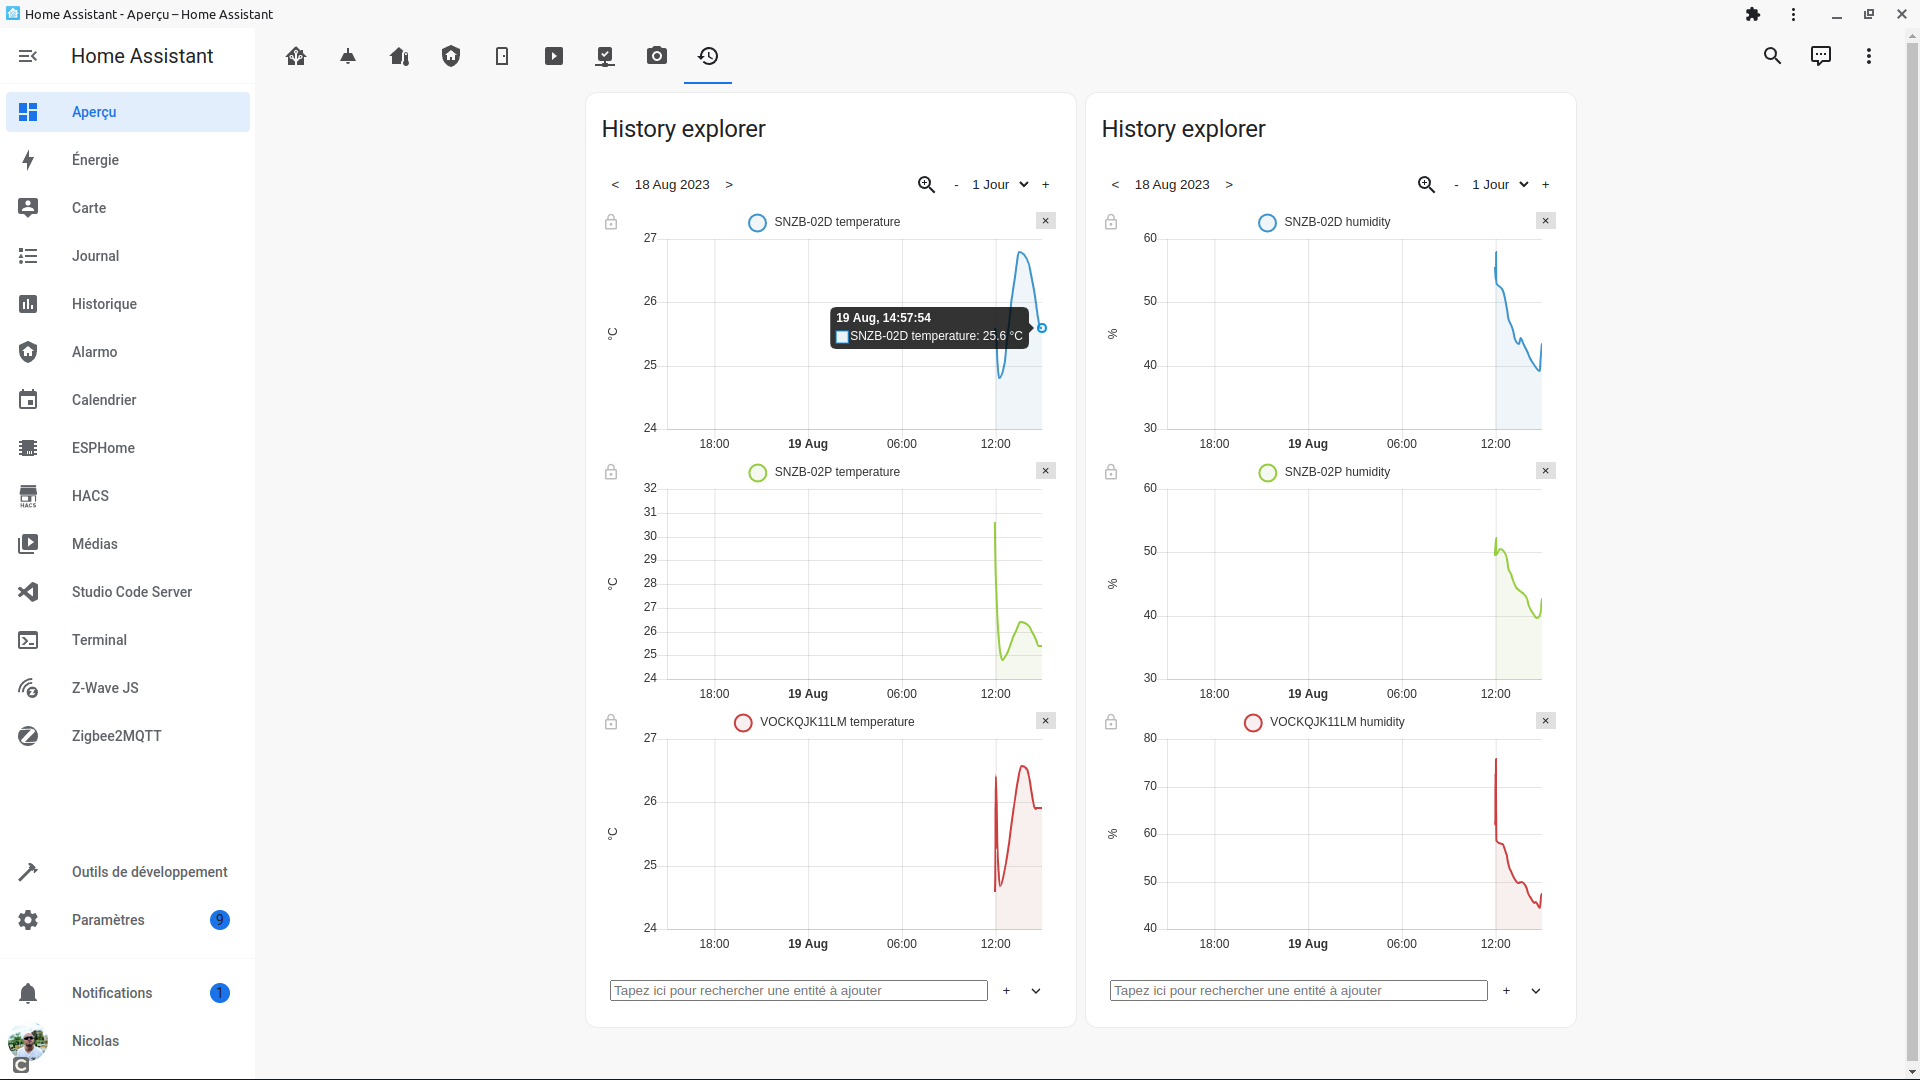 Home Assistant - Aperçu – Home Assistant
Home Assistant
Aperçu
Énergie
Carte
Journal
Historique
Alarmo
Calendrier
ESPHome
HACS
HACS
Médias
Studio Code Server
Terminal
Z-Wave JS
Zigbee2MQTT
Outils de développement
Paramètres 9
Notifications 1
C
Nicolas
History explorer
< 18 Aug 2023 > - 1 Jour +
SNZB-02D temperature ×
27
26
25
24
°C
19 Aug, 14:57:54
SNZB-02D temperature: 25.6 °C
18:00 19 Aug 06:00 12:00
SNZB-02P temperature ×
32
31
30
29
28
27
26
25
24
°C
18:00 19 Aug 06:00 12:00
VOCKQJK11LM temperature ×
27
26
25
24
°C
18:00 19 Aug 06:00 12:00
Tapez ici pour rechercher une entité à ajouter +
History explorer
< 18 Aug 2023 > - 1 Jour +
SNZB-02D humidity ×
60
50
40
30
%
18:00 19 Aug 06:00 12:00
SNZB-02P humidity ×
60
50
40
30
%
18:00 19 Aug 06:00 12:00
VOCKQJK11LM humidity ×
80
70
60
50
40
%
18:00 19 Aug 06:00 12:00
Tapez ici pour rechercher une entité à ajouter +